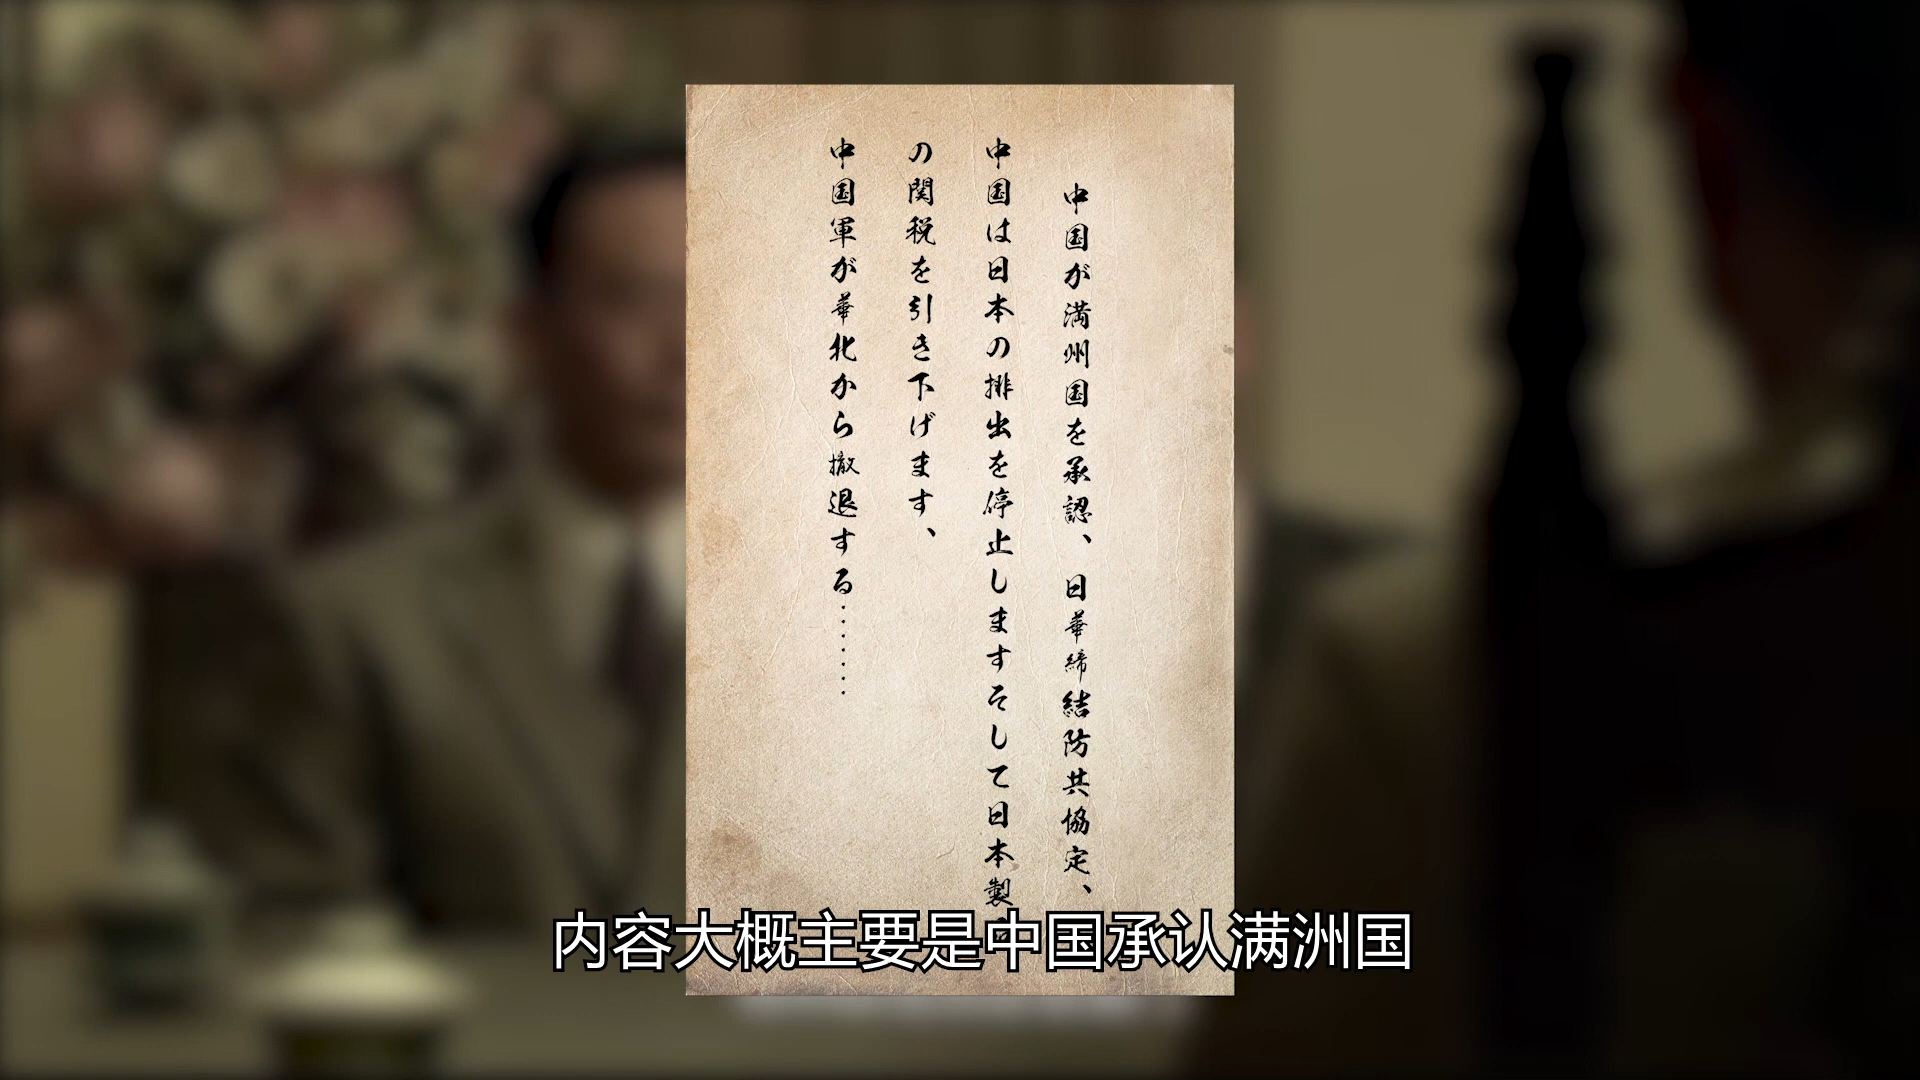 中国が満州国を承認、日華締結防共協定、
中国は日本の排出を停止しますそして日本製
の関税を引き下げます、
中国軍が華北から撤退する……
内容大概主要是中国承认满洲国